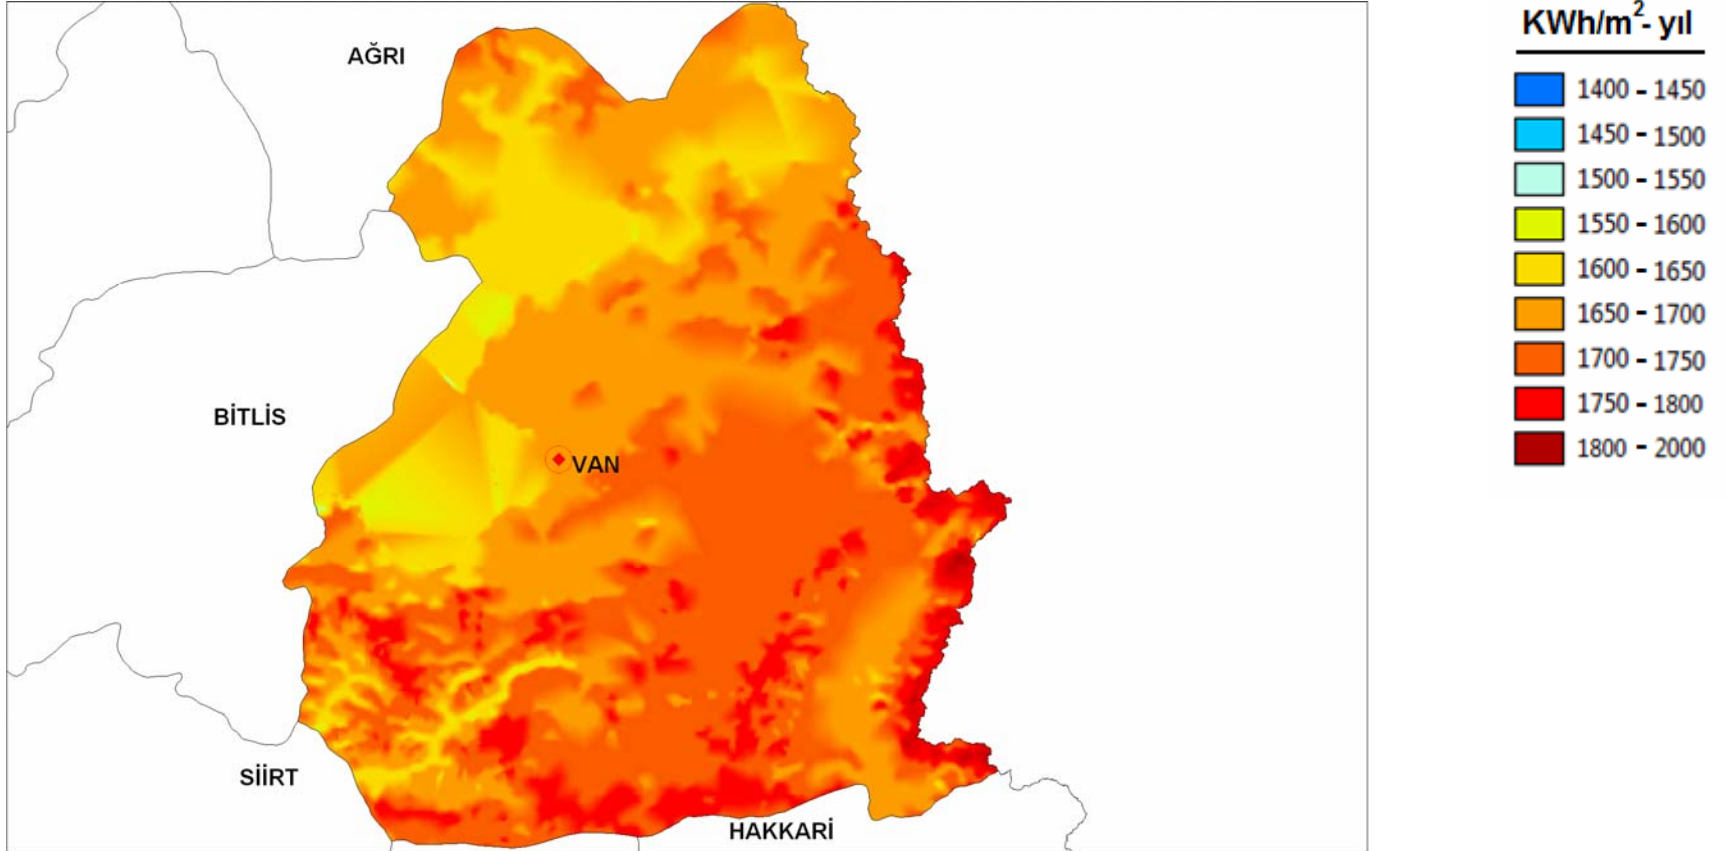 AĞRI
BİTLİS
VAN
SİİRT
HAKKARİ
KWh/m²- yıl
1400 - 1450
1450 - 1500
1500 - 1550
1550 - 1600
1600 - 1650
1650 - 1700
1700 - 1750
1750 - 1800
1800 - 2000